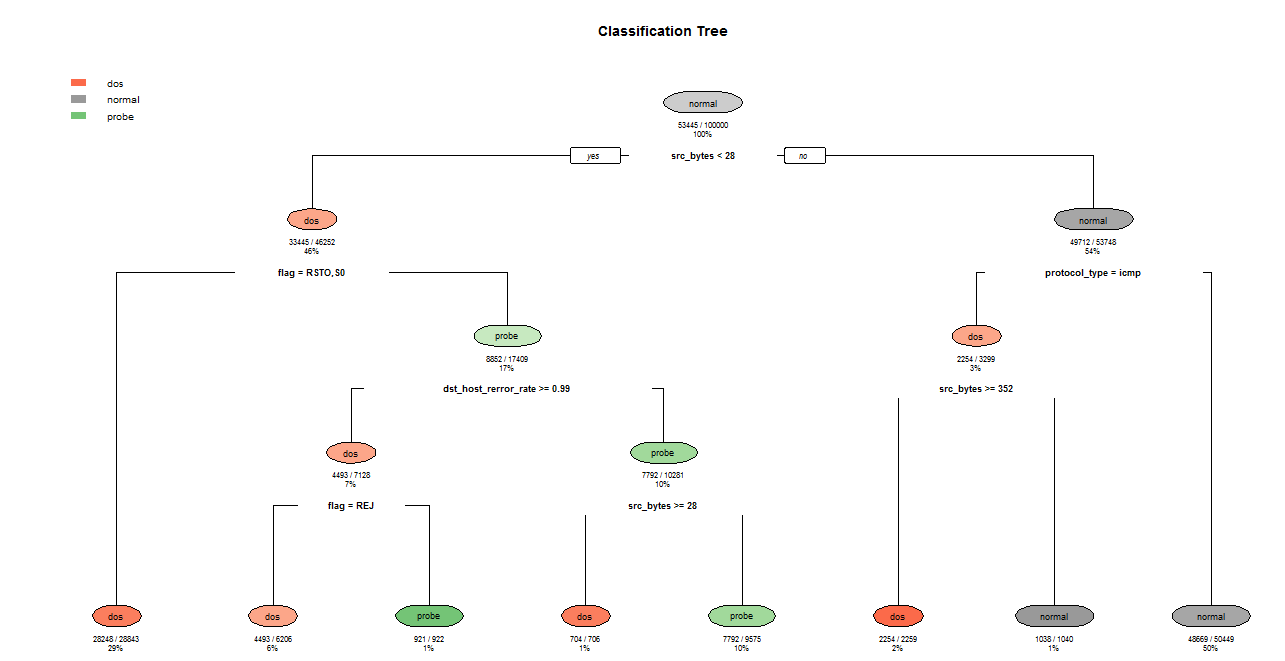 Classification Tree
dos
normal
probe
normal
53445 / 100000
100%
yes
src_bytes < 28
no
dos
33445 / 46252
46%
normal
49712 / 53748
54%
flag = RSTO,S0
protocol_type = icmp
probe
8852 / 17409
17%
dos
2254 / 3299
3%
dst_host_rerror_rate >= 0.99
src_bytes >= 352
dos
4493 / 7128
7%
probe
7792 / 10281
10%
flag = REJ
src_bytes >= 28
dos
28248 / 28843
29%
dos
4493 / 6206
6%
probe
921 / 922
1%
dos
704 / 706
1%
probe
7792 / 9575
10%
dos
2254 / 2259
2%
normal
1038 / 1040
1%
normal
48669 / 50449
50%